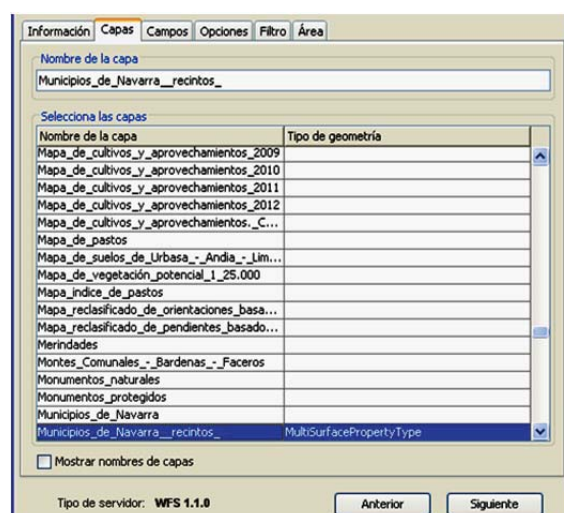 Información Capas Campos Opciones Filtro Área
Nombre de la capa
Municipios_de_Navarra__recintos_
Selecciona las capas
Nombre de la capa Tipo de geometría
Mapa_de_cultivos_y_aprovechamientos_2009
Mapa_de_cultivos_y_aprovechamientos_2010
Mapa_de_cultivos_y_aprovechamientos_2011
Mapa_de_cultivos_y_aprovechamientos_2012
Mapa_de_cultivos_y_aprovechamientos._C...
Mapa_de_pastos
Mapa_de_suelos_de_Urbasa_-_Andia_-_Lim...
Mapa_de_vegetación_potencial_1_25.000
Mapa_indice_de_pastos
Mapa_reclasificado_de_orientaciones_basa...
Mapa_reclasificado_de_pendientes_basado...
Merindades
Montes_Comunales_-_Bardenas_-_Faceros
Monumentos_naturales
Monumentos_protegidos
Municipios_de_Navarra
Municipios_de_Navarra__recintos_ MultiSurfacePropertyType
Mostrar nombres de capas
Tipo de servidor: WFS 1.1.0 Anterior Siguiente